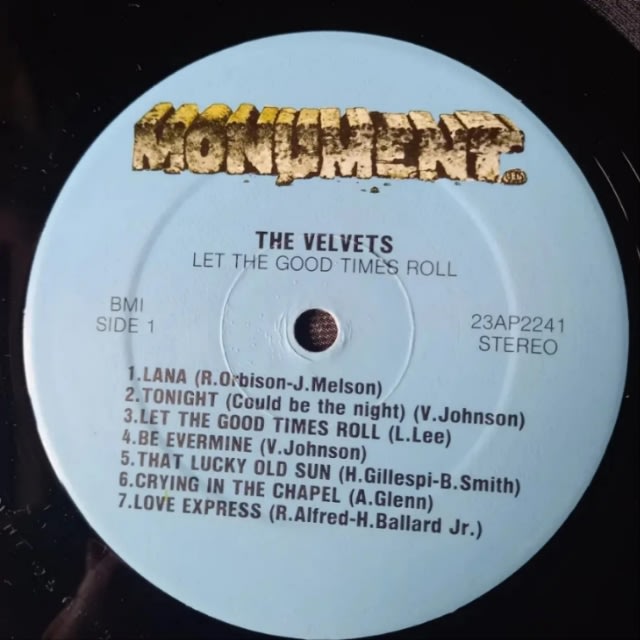 MONUMENT
THE VELVETS
LET THE GOOD TIMES ROLL
BMI
SIDE 1
23AP2241
STEREO
1.LANA (R.Orbison-J.Melson)
2.TONIGHT (Could be the night) (V.Johnson)
3.LET THE GOOD TIMES ROLL (L.Lee)
4.BE EVERMINE (V.Johnson)
5.THAT LUCKY OLD SUN (H.Gillespi-B.Smith)
6.CRYING IN THE CHAPEL (A.Glenn)
7.LOVE EXPRESS (R.Alfred-H.Ballard Jr.)